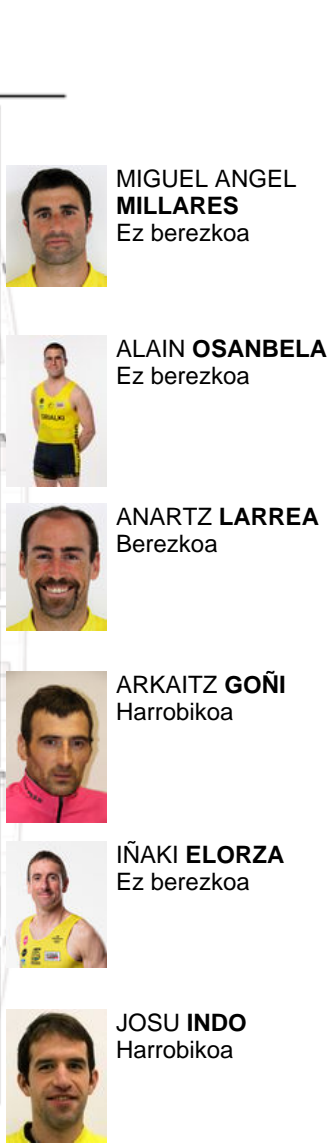 MIGUEL ANGEL
MILLARES
Ez berezkoa
ALAIN OSANBELA
Ez berezkoa
ANARTZ LARREA
Berezkoa
ARKAITZ GOÑI
Harrobikoa
IÑAKI ELORZA
Ez berezkoa
JOSU INDO
Harrobikoa